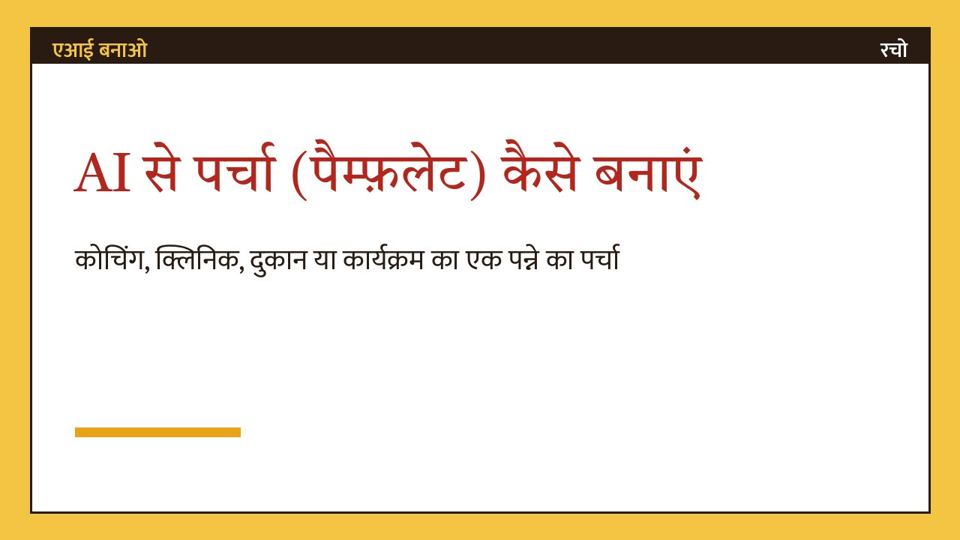 एआई बनाओ
रचो
AI से पर्चा (पैम्फ़लेट) कैसे बनाएं
कोचिंग, क्लिनिक, दुकान या कार्यक्रम का एक पन्ने का पर्चा